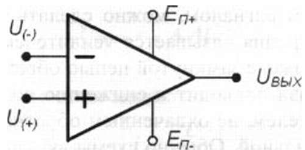 E_П+
U_(-)
−
U_ВЫХ
+
U_(+)
E_П-